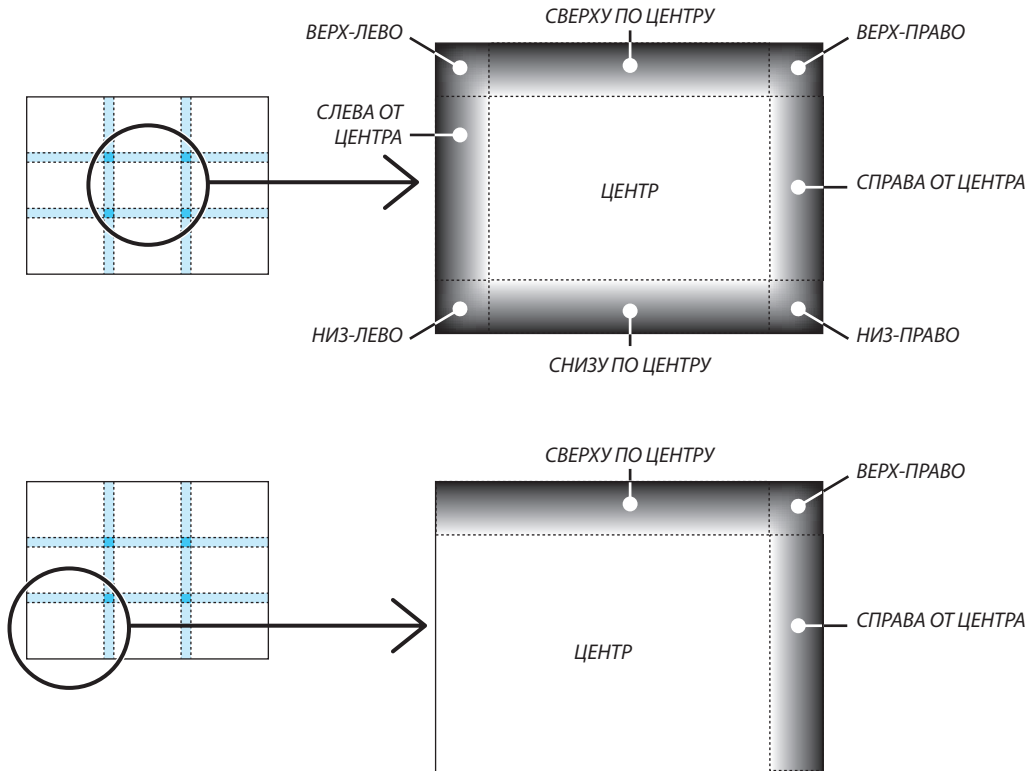 СВЕРХУ ПО ЦЕНТРУ
ВЕРХ-ЛЕВО
ВЕРХ-ПРАВО
СЛЕВА ОТ
ЦЕНТРА
ЦЕНТР
СПРАВА ОТ ЦЕНТРА
НИЗ-ЛЕВО
НИЗ-ПРАВО
СНИЗУ ПО ЦЕНТРУ
СВЕРХУ ПО ЦЕНТРУ
ВЕРХ-ПРАВО
СПРАВА ОТ ЦЕНТРА
ЦЕНТР